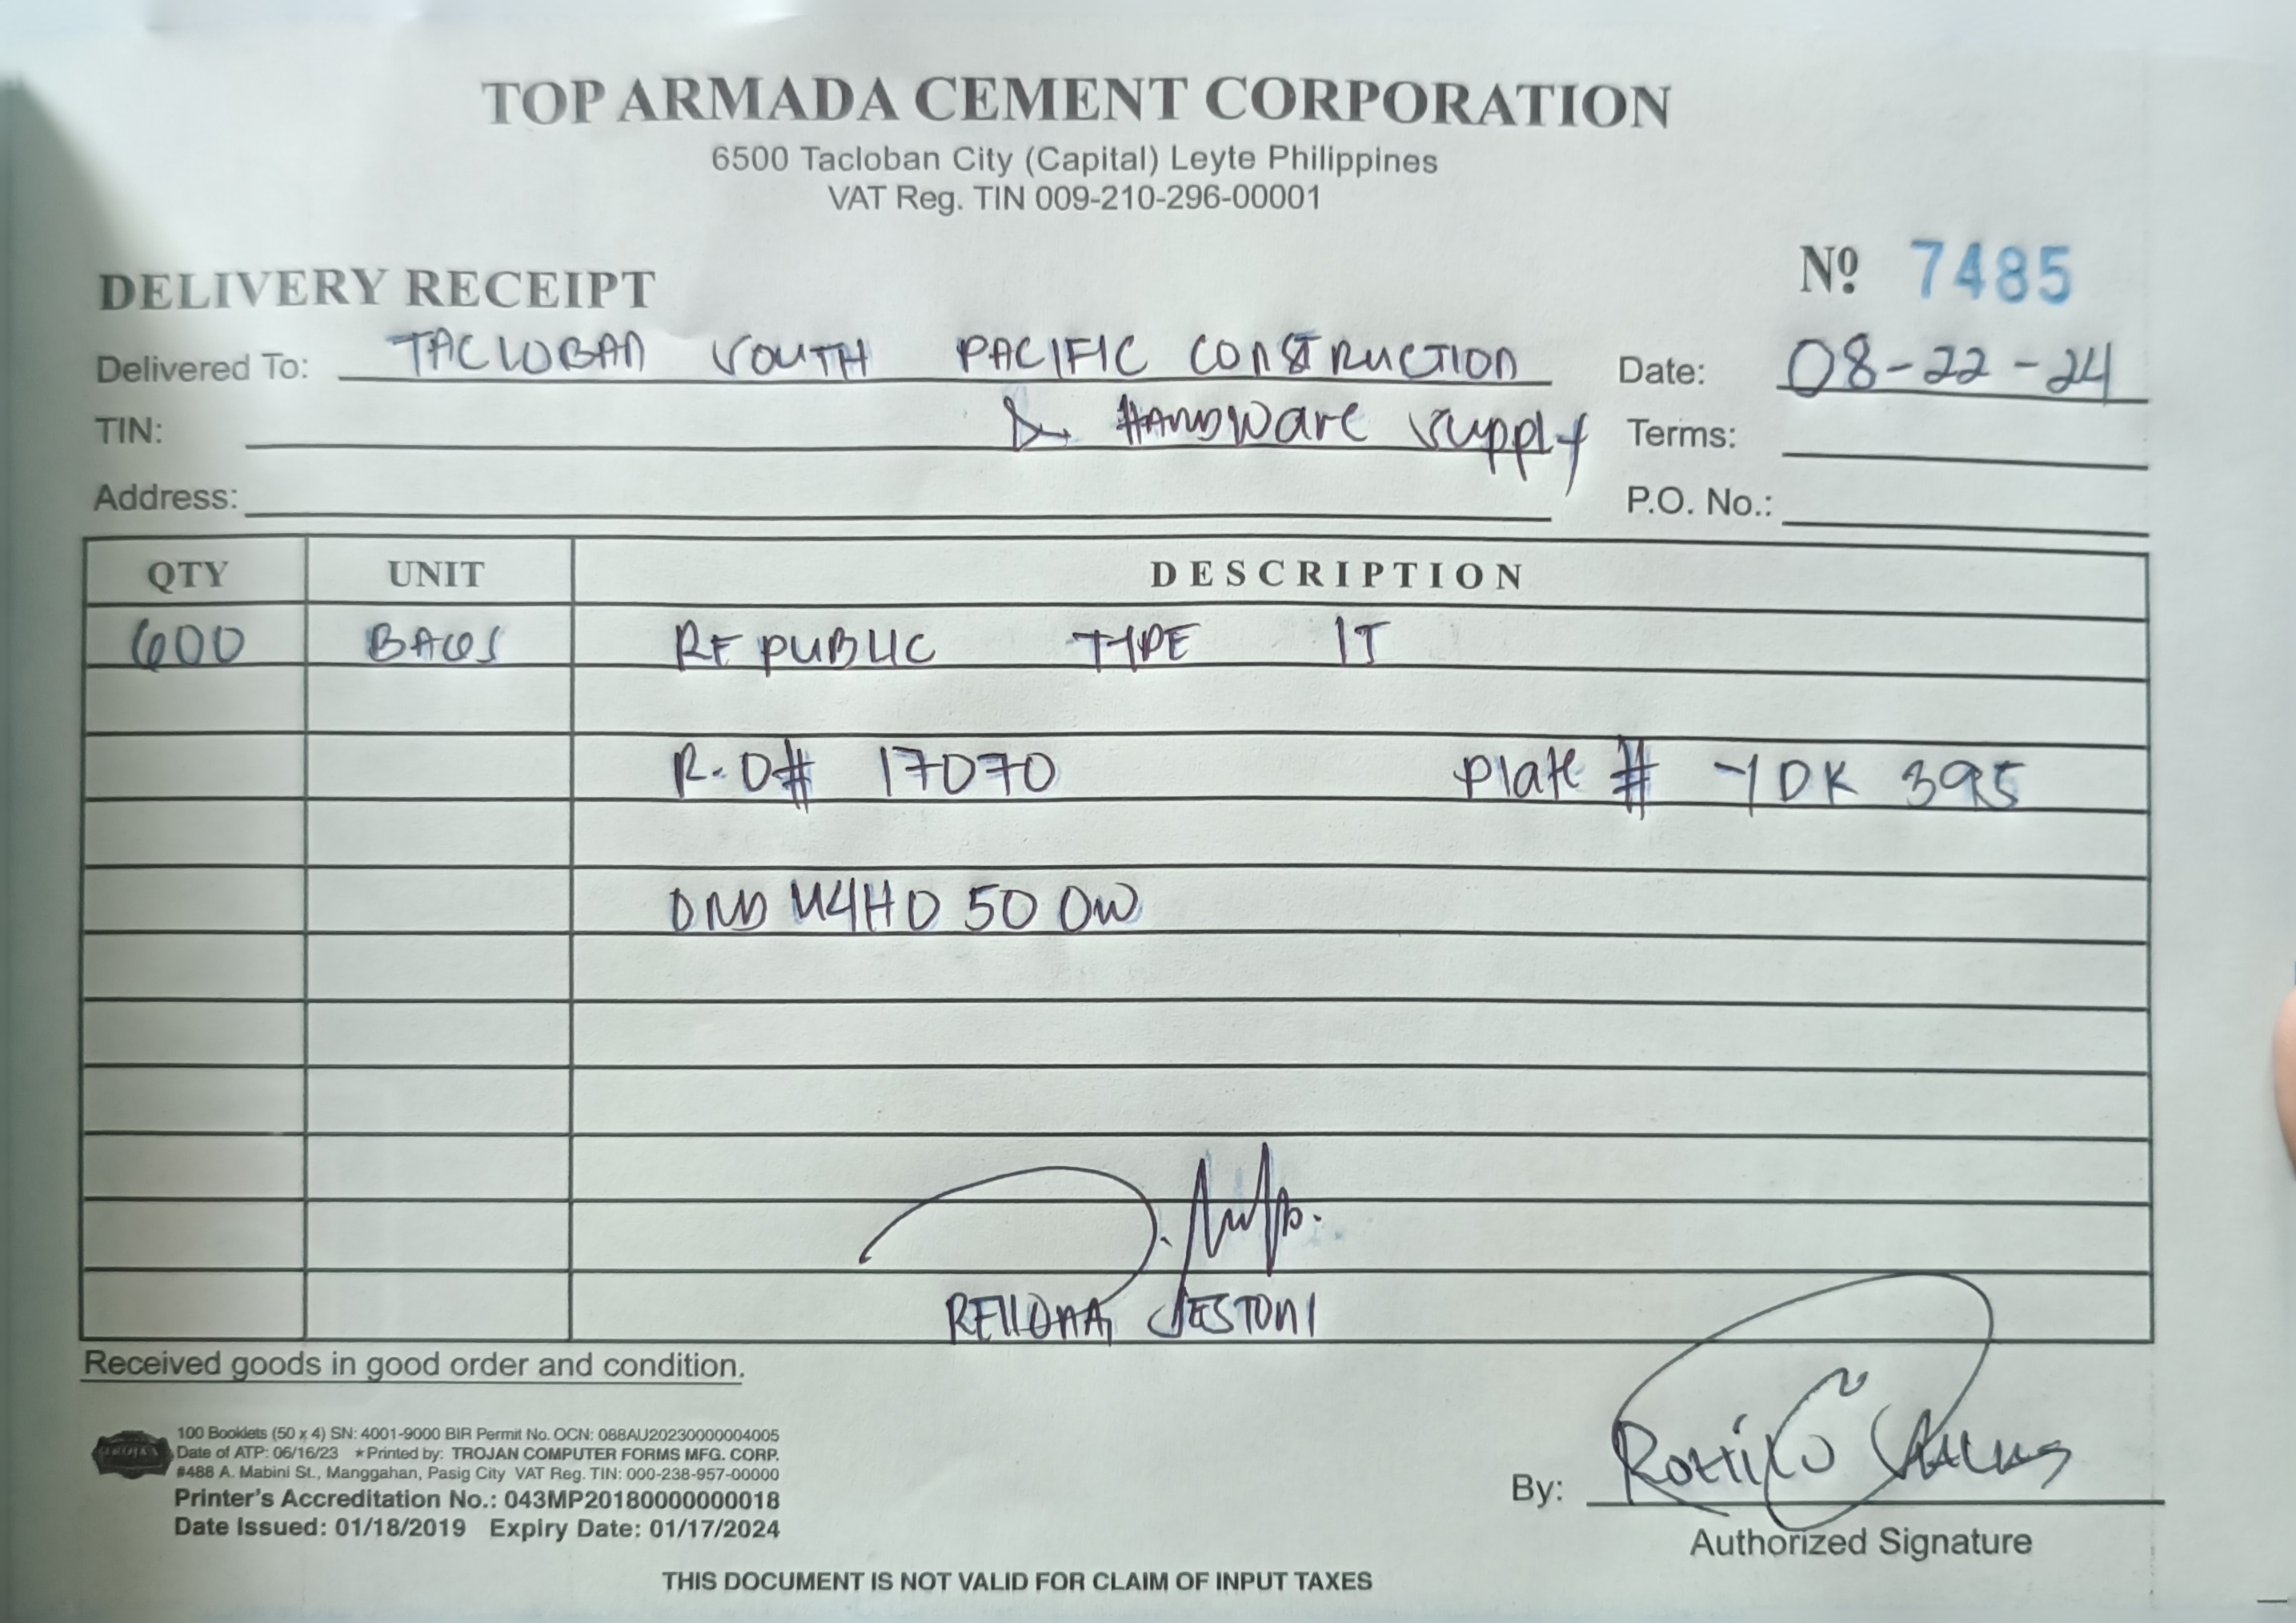 TOP ARMADA CEMENT CORPORATION
6500 Tacloban City (Capital) Leyte Philippines
VAT Reg. TIN 009-210-296-00001
Nº 7485
DELIVERY RECEIPT
Delivered To: TACLOBAN SOUTH PACIFIC CONSTRUCTION Date: 08-22-24
TIN: & HARDWare supply Terms:
Address: P.O. No.:
QTY UNIT DESCRIPTION
600 BAGS REPUBLIC TYPE 1T
R.O# 17070 Plate # YDK 395
50 0W
RELLONA, JESTONI
Received goods in good order and condition.
TROJAN
100 Booklets (50 x 4) SN: 4001-9000 BIR Permit No. OCN: 088AU20230000004005
Date of ATP: 06/16/23 ★Printed by: TROJAN COMPUTER FORMS MFG. CORP.
#488 A. Mabini St., Manggahan, Pasig City VAT Reg. TIN: 000-238-957-00000
Printer's Accreditation No.: 043MP20180000000018
Date Issued: 01/18/2019 Expiry Date: 01/17/2024
By:
Authorized Signature
THIS DOCUMENT IS NOT VALID FOR CLAIM OF INPUT TAXES